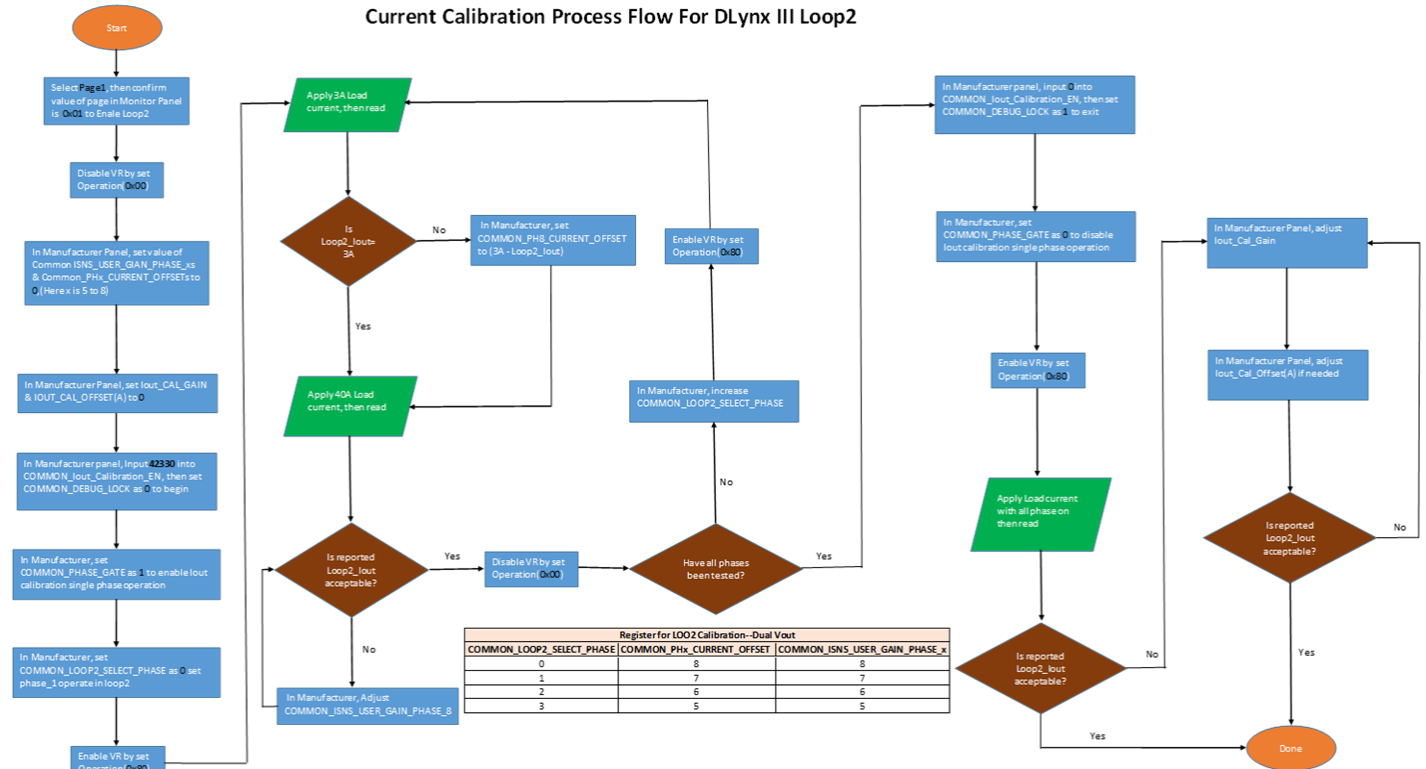 Current Calibration Process Flow For DLynx III Loop2
Start
Select Page1, then confirm
value of page in Monitor Panel
is 0x01 to Enale Loop2
Disable VR by set
Operation(0x00)
In Manufacturer Panel, set value of
Common ISNS_USER_GIAN_PHASE_xs
& Common_PHx_CURRENT_OFFSETs to
0,(Here x is 5 to 8)
In Manufacturer Panel, set Iout_CAL_GAIN
& IOUT_CAL_OFFSET(A) to 0
In Manufacturer panel, Input 42330 into
COMMON_Iout_Calibration_EN, then set
COMMON_DEBUG_LOCK as 0 to begin
In Manufacturer, set
COMMON_PHASE_GATE as 1 to enable Iout
calibration single phase operation
In Manufacturer, set
COMMON_LOOP2_SELECT_PHASE as 0 set
phase_1 operate in loop2
Enable VR by set
Operation(0x80)
Apply 3A Load
current, then read
Is
Loop2_Iout=
3A
No
In Manufacturer, set
COMMON_PH8_CURRENT_OFFSET
to (3A - Loop2_Iout)
Yes
Apply 40A Load
current, then read
Is reported
Loop2_Iout
acceptable?
Yes
No
In Manufacturer, Adjust
COMMON_ISNS_USER_GAIN_PHASE_8
Disable VR by set
Operation(0x00)
Have all phases
been tested?
No
In Manufacturer, increase
COMMON_LOOP2_SELECT_PHASE
Enable VR by set
Operation(0x80)
Yes
Register for LOO2 Calibration--Dual Vout
COMMON_LOOP2_SELECT_PHASE COMMON_PHx_CURRENT_OFFSET COMMON_ISNS_USER_GAIN_PHASE_x
0 8 8
1 7 7
2 6 6
3 5 5
In Manufacturer panel, input 0 into
COMMON_Iout_Calibration_EN, then set
COMMON_DEBUG_LOCK as 1 to exit
In Manufacturer, set
COMMON_PHASE_GATE as 0 to disable
Iout calibration single phase operation
Enable VR by set
Operation(0x80)
Apply Load current
with all phase on
then read
Is reported
Loop2_Iout
acceptable?
No
Yes
In Manufacturer Panel, adjust
Iout_Cal_Gain
In Manufacturer Panel, adjust
Iout_Cal_Offset(A) if needed
Is reported
Loop2_Iout
acceptable?
No
Yes
Done